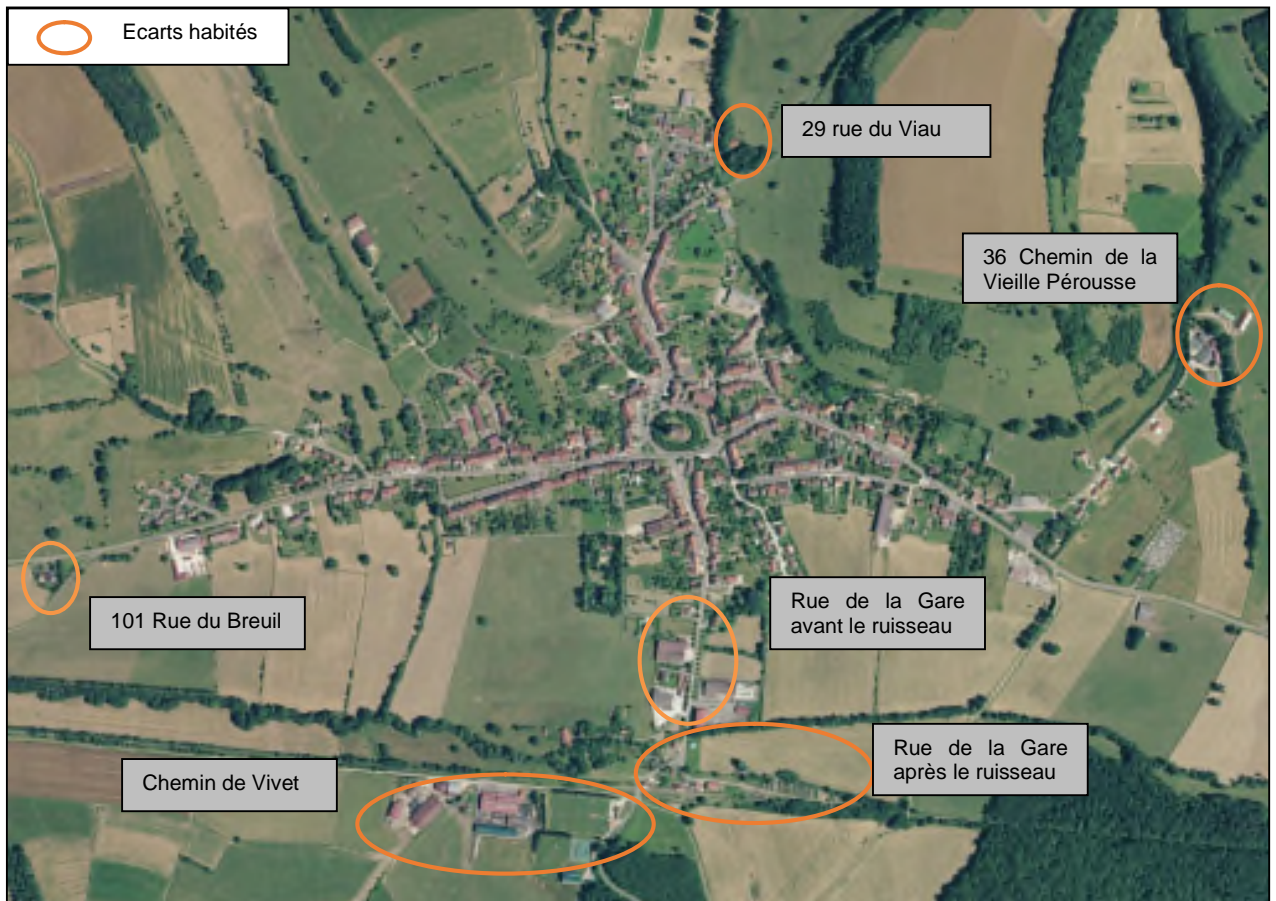 Ecarts habités
29 rue du Viau
36 Chemin de la
Vieille Pérousse
101 Rue du Breuil
Rue de la Gare
avant le ruisseau
Rue de la Gare
après le ruisseau
Chemin de Vivet